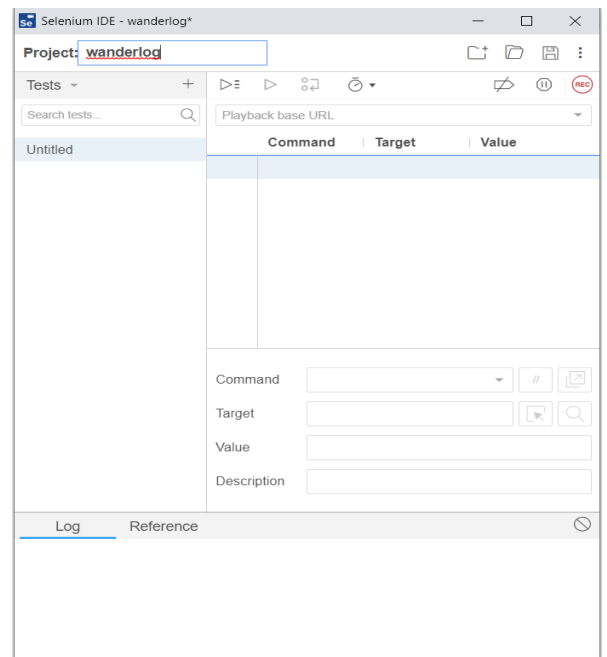 Se Selenium IDE - wanderlog*
Project: wanderlog
Tests
REC
Search tests...
Playback base URL
Command Target Value
Untitled
Command
//
Target
Value
Description
Log Reference